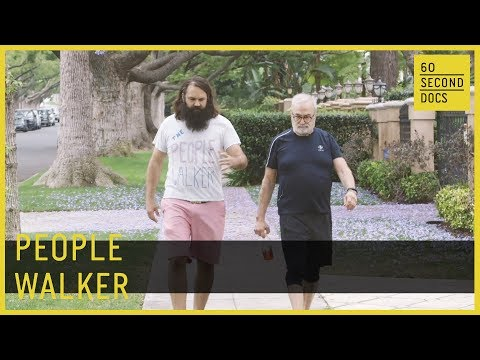 60
SECOND
DOCS
THE
PEOPLE
WALKER
PEOPLE
WALKER